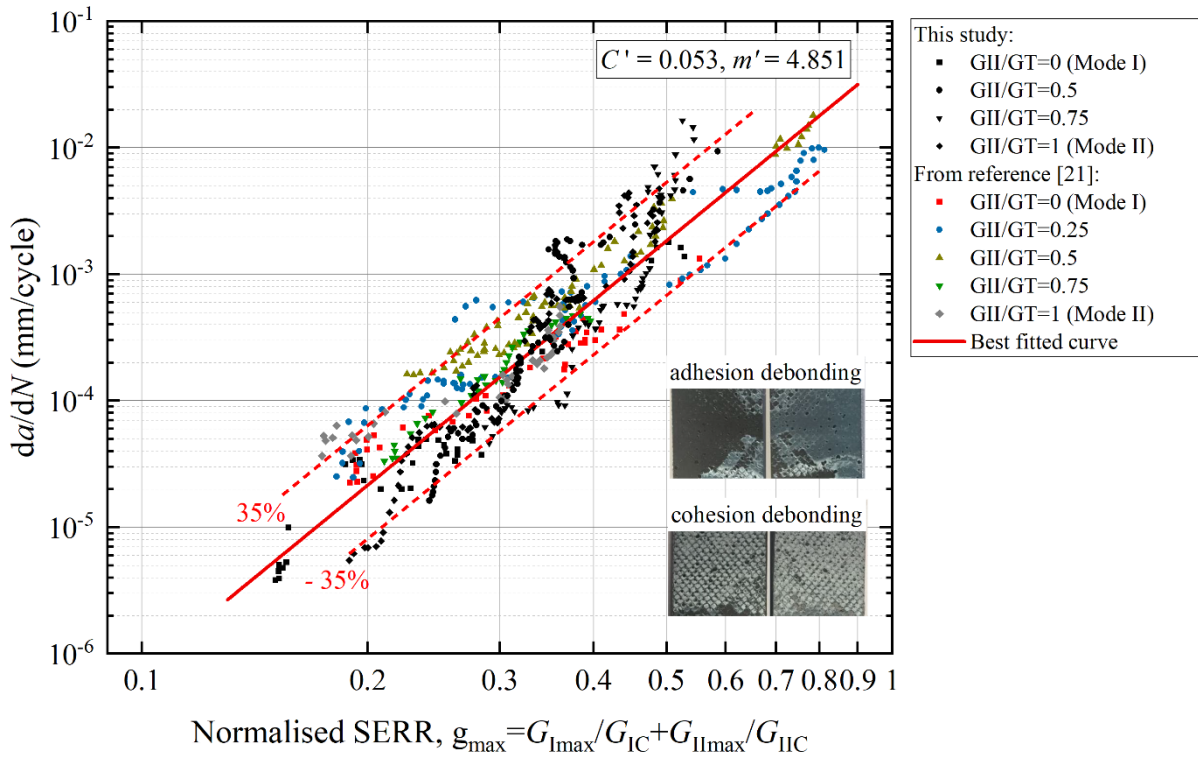 10⁻¹
10⁻²
10⁻³
10⁻⁴
10⁻⁵
10⁻⁶
da/dN (mm/cycle)
C' = 0.053, m' = 4.851
35%
- 35%
adhesion debonding
cohesion debonding
0.1
0.2
0.3
0.4
0.5
0.6
0.7
0.8
0.9
1
Normalised SERR, gₘₐₓ=G_Imax/G_IC+G_IImax/G_IIC
This study:
GII/GT=0 (Mode I)
GII/GT=0.5
GII/GT=0.75
GII/GT=1 (Mode II)
From reference [21]:
GII/GT=0 (Mode I)
GII/GT=0.25
GII/GT=0.5
GII/GT=0.75
GII/GT=1 (Mode II)
Best fitted curve